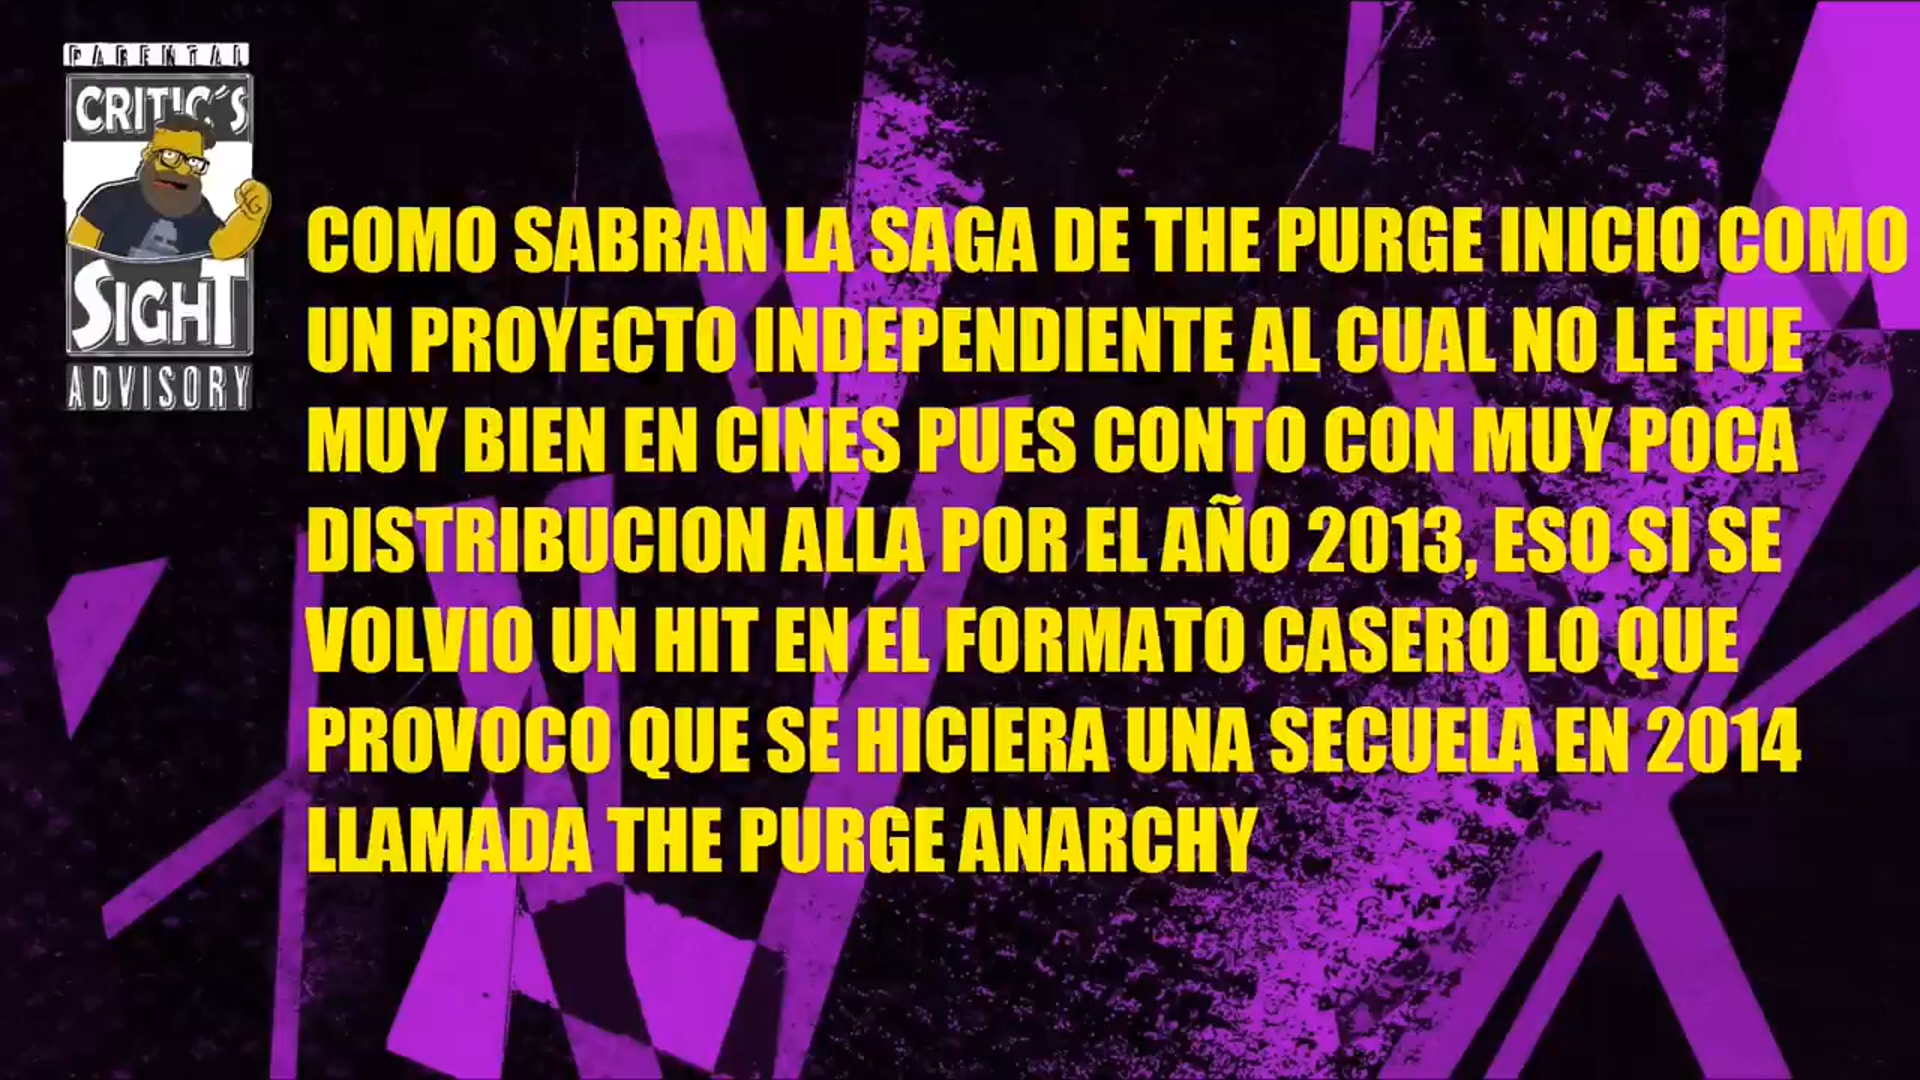 PARENTAL
CRITIC´S
SIGHT
ADVISORY
COMO SABRAN LA SAGA DE THE PURGE INICIO COMO
UN PROYECTO INDEPENDIENTE AL CUAL NO LE FUE
MUY BIEN EN CINES PUES CONTO CON MUY POCA
DISTRIBUCION ALLA POR EL AÑO 2013, ESO SI SE
VOLVIO UN HIT EN EL FORMATO CASERO LO QUE
PROVOCO QUE SE HICIERA UNA SECUELA EN 2014
LLAMADA THE PURGE ANARCHY